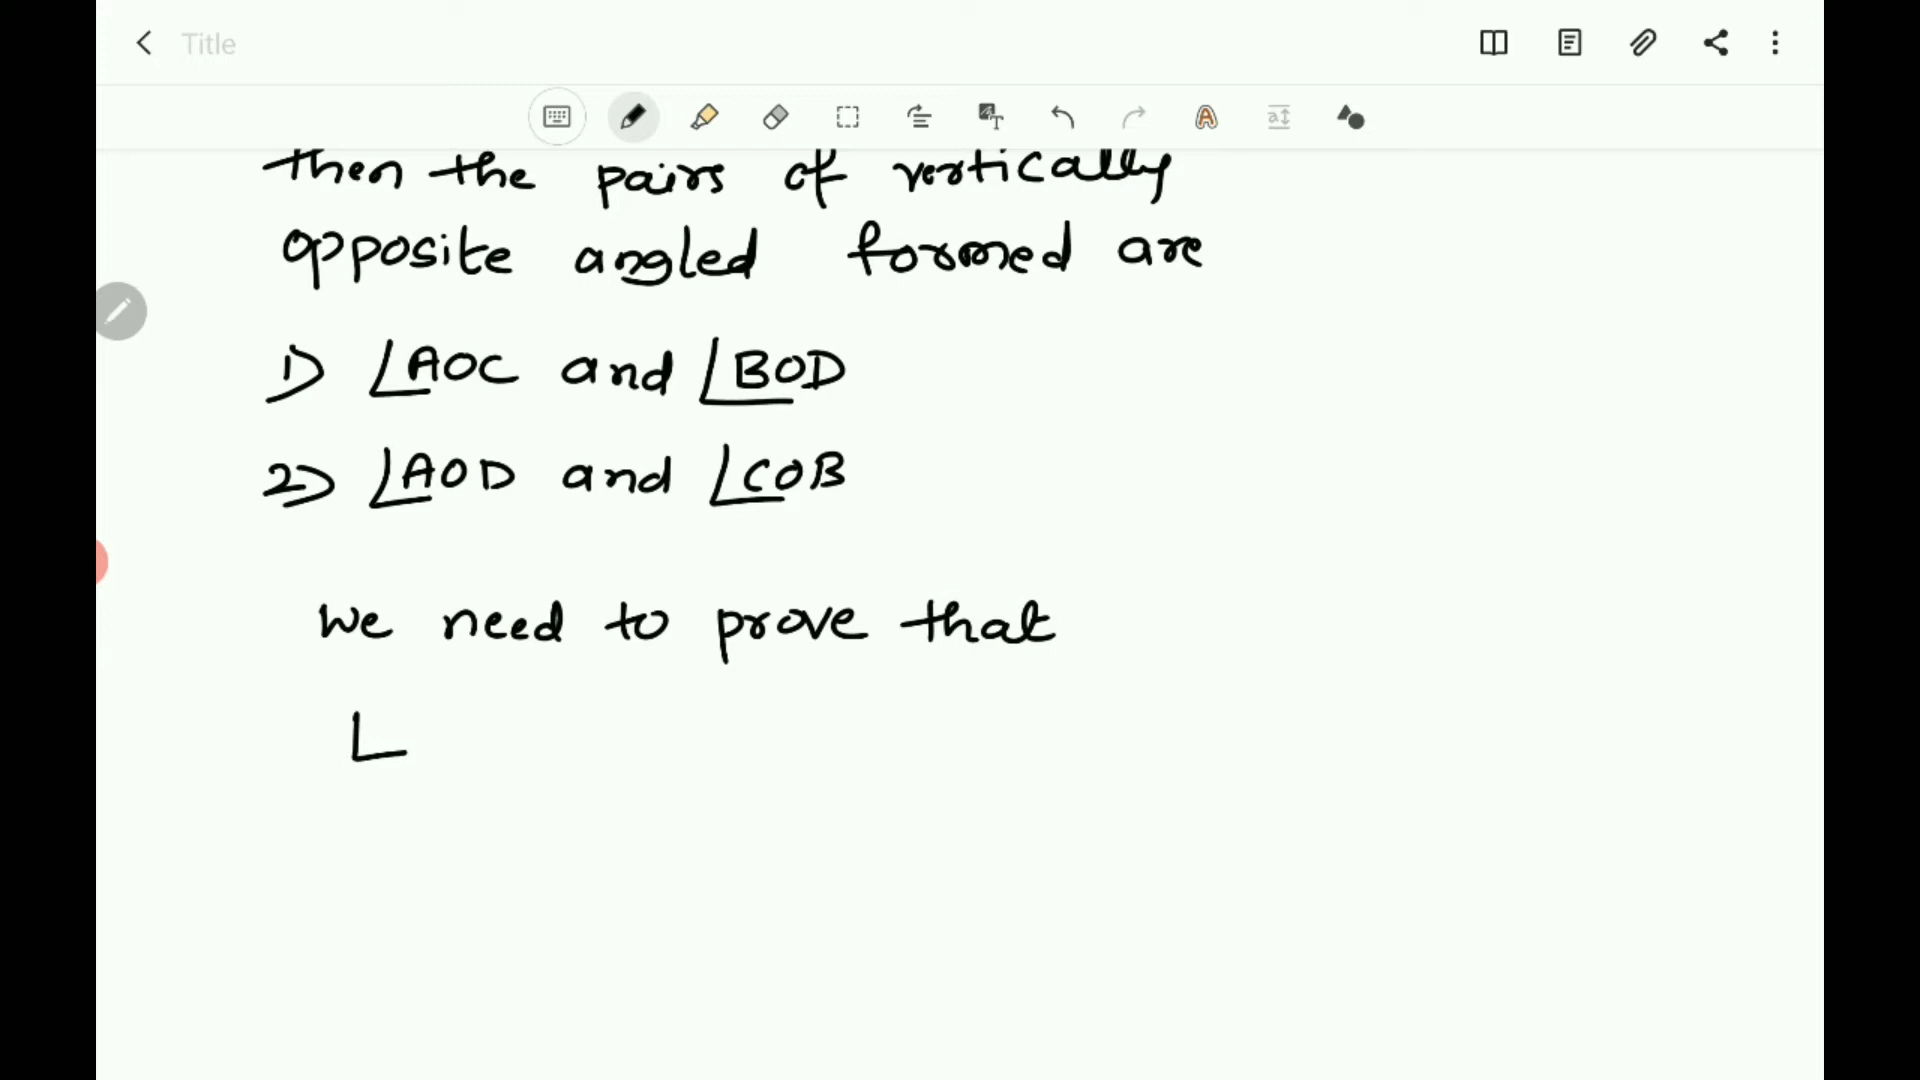 Title
then the pairs of vertically
opposite angled formed are
1) ∠AOC and ∠BOD
2) ∠AOD and ∠COB
we need to prove that
∠